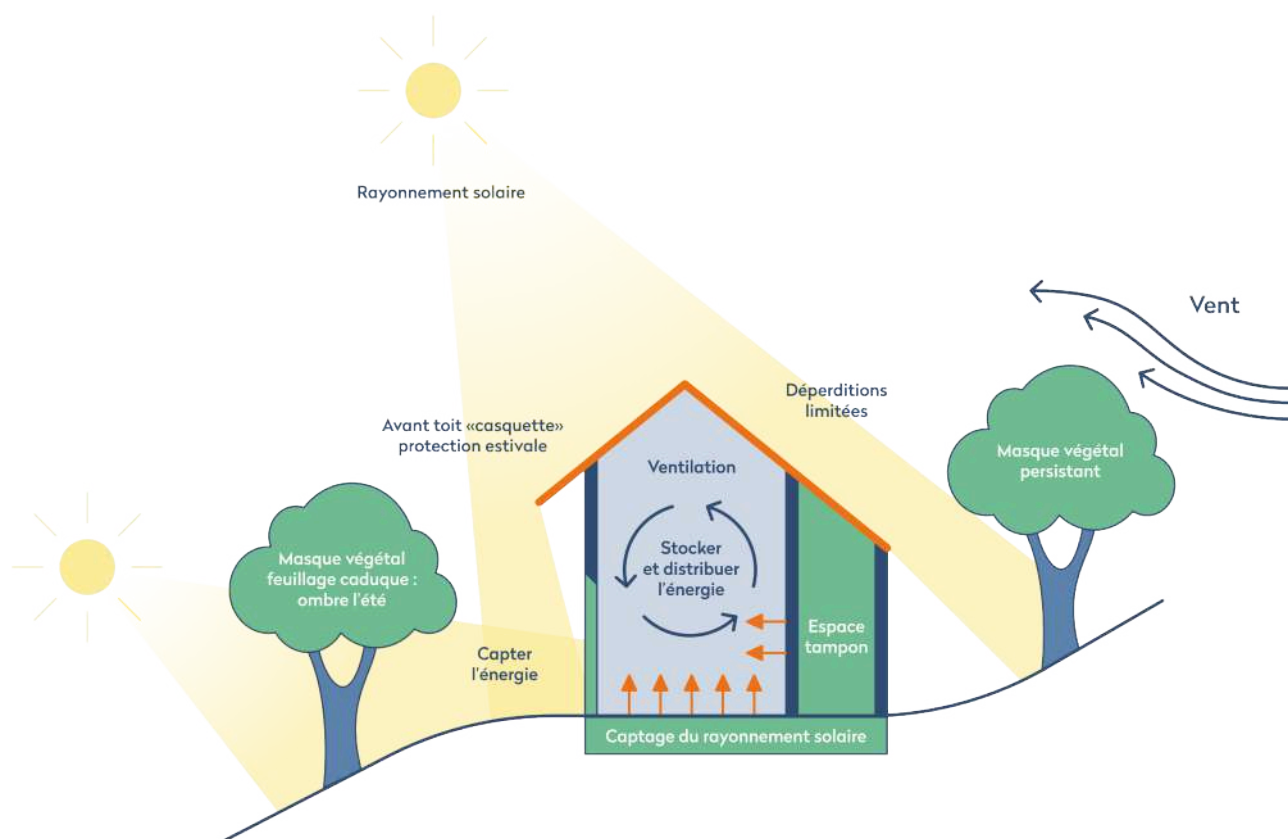 Rayonnement solaire
Vent
Déperditions
limitées
Avant toit «casquette»
protection estivale
Masque végétal
persistant
Ventilation
Stocker
et distribuer
l'énergie
Masque végétal
feuillage caduque :
ombre l'été
Espace
tampon
Capter
l'énergie
Captage du rayonnement solaire